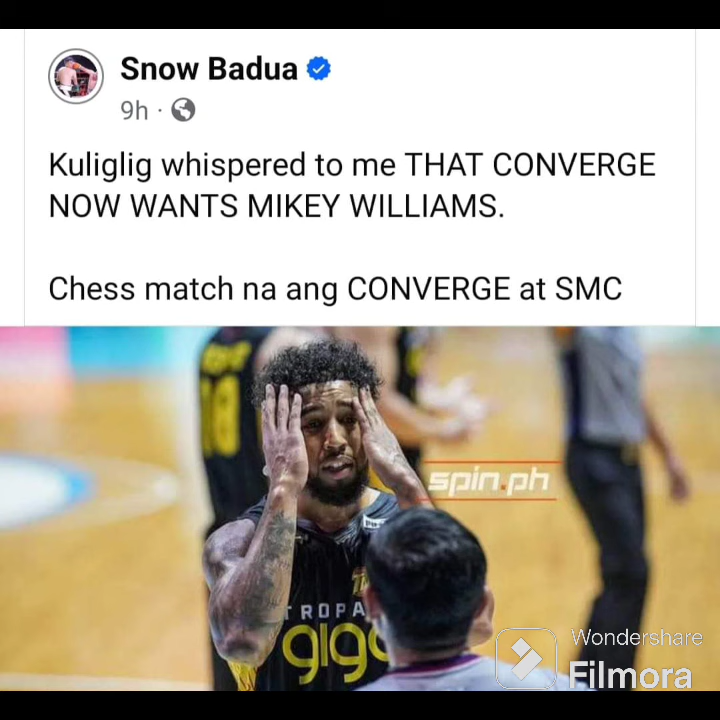 Snow Badua
9h ·
Kuliglig whispered to me THAT CONVERGE
NOW WANTS MIKEY WILLIAMS.
Chess match na ang CONVERGE at SMC
spin.ph
TROPA
giga
Wondershare
Filmora